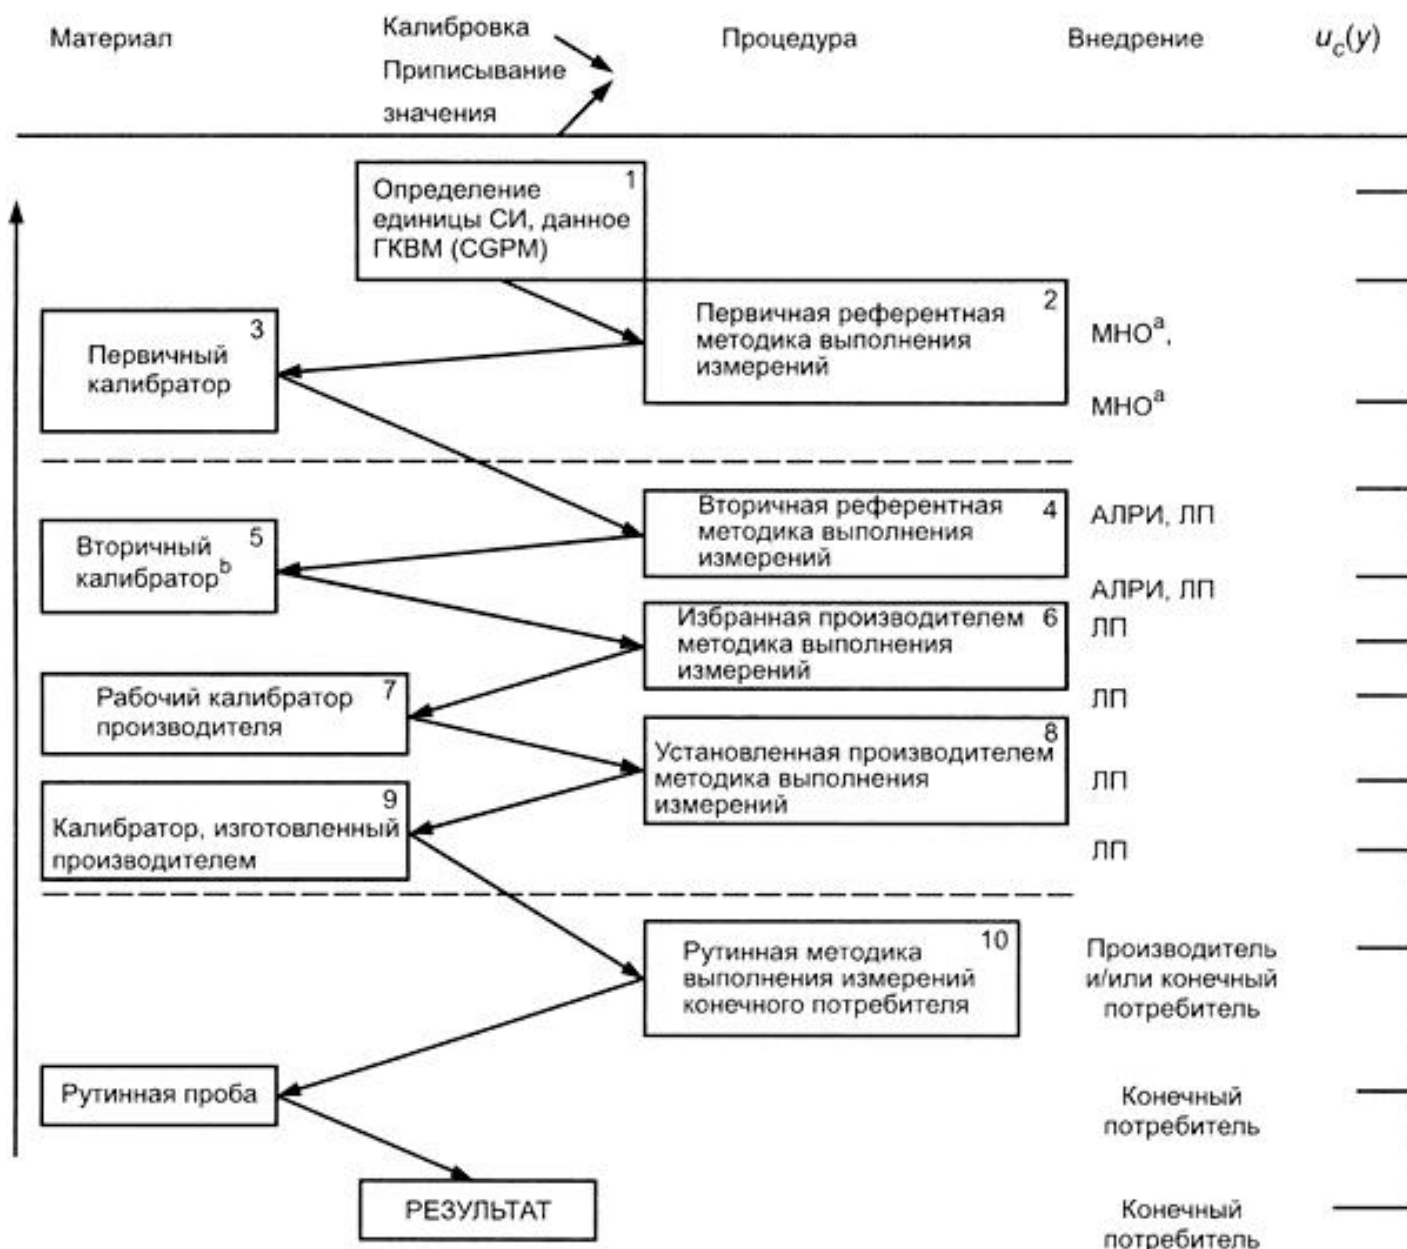 Материал
Калибровка
Приписывание
значения
Процедура
Внедрение
uc(y)
1
Определение
единицы СИ, данное
ГКВМ (CGPM)
2
Первичная референтная
методика выполнения
измерений
МНОa,
МНОa
3
Первичный
калибратор
4
Вторичная референтная
методика выполнения
измерений
АЛРИ, ЛП
АЛРИ, ЛП
5
Вторичный
калибраторb
6
Избранная производителем
методика выполнения
измерений
ЛП
ЛП
7
Рабочий калибратор
производителя
8
Установленная производителем
методика выполнения
измерений
ЛП
ЛП
9
Калибратор, изготовленный
производителем
10
Рутинная методика
выполнения измерений
конечного потребителя
Производитель
и/или конечный
потребитель
Рутинная проба
Конечный
потребитель
РЕЗУЛЬТАТ
Конечный
потребитель